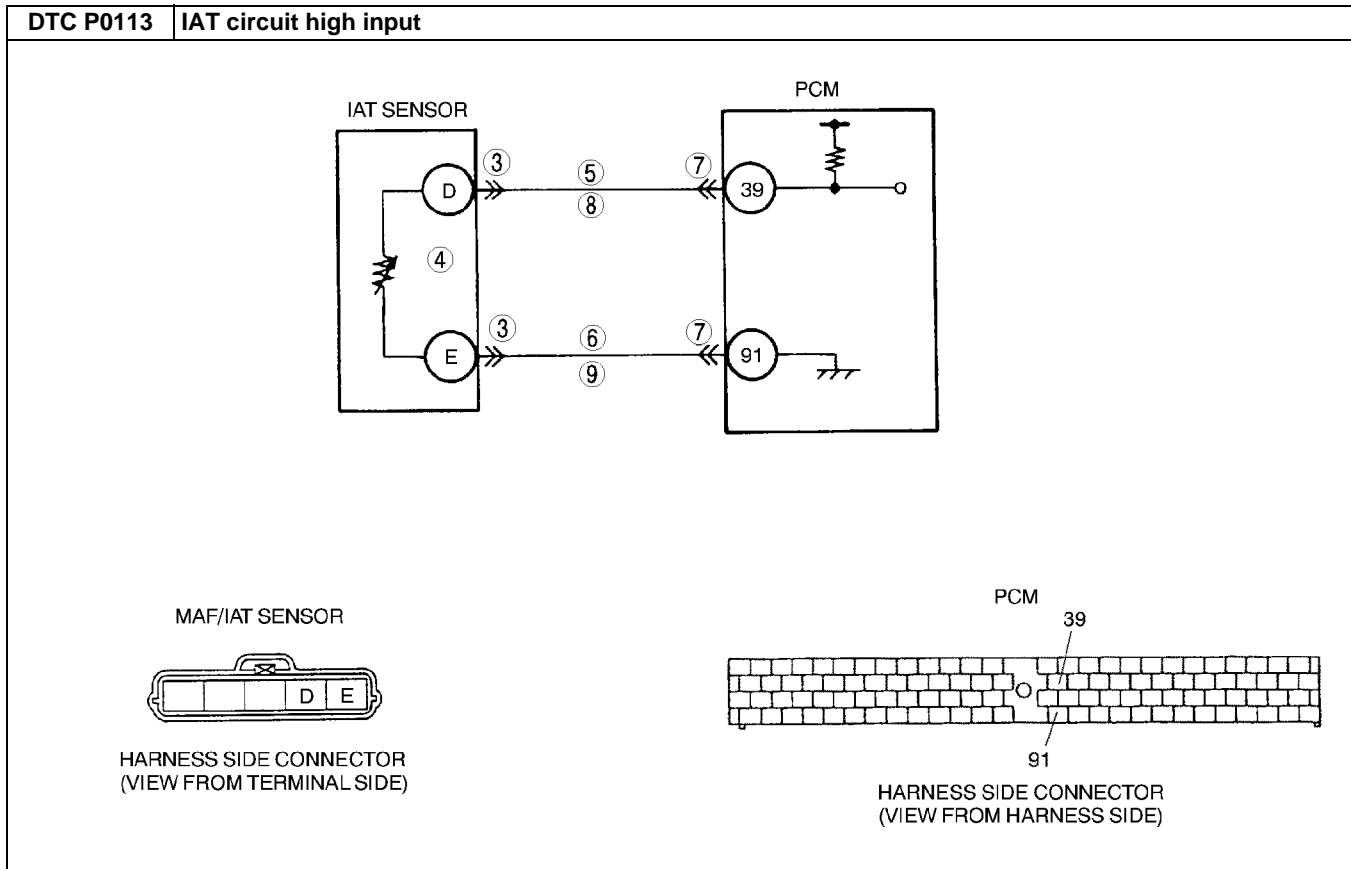 DTC P0113 IAT circuit high input
IAT SENSOR
PCM
D
③
⑤
⑧
⑦
39
④
E
③
⑥
⑨
⑦
91
MAF/IAT SENSOR
D E
HARNESS SIDE CONNECTOR
(VIEW FROM TERMINAL SIDE)
PCM
39
91
HARNESS SIDE CONNECTOR
(VIEW FROM HARNESS SIDE)